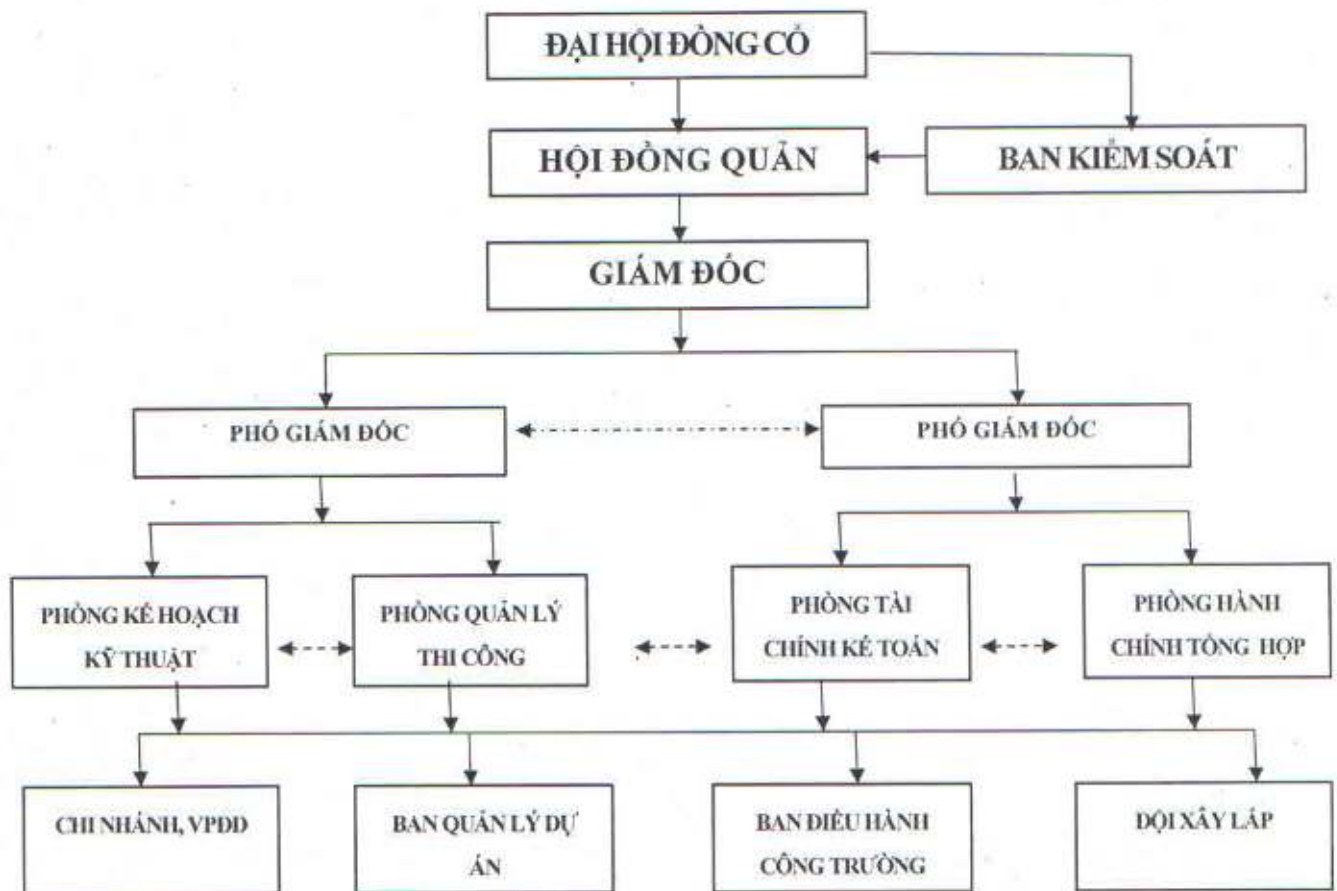 ĐẠI HỘI ĐỒNG CỔ
HỘI ĐỒNG QUẢN
BAN KIỂM SOÁT
GIÁM ĐỐC
PHÓ GIÁM ĐỐC
PHÓ GIÁM ĐỐC
PHÒNG KẾ HOẠCH
KỸ THUẬT
PHÒNG QUẢN LÝ
THI CÔNG
PHÒNG TÀI
CHÍNH KẾ TOÁN
PHÒNG HÀNH
CHÍNH TỔNG HỢP
CHI NHÁNH, VPĐD
BAN QUẢN LÝ DỰ
ÁN
BAN ĐIỀU HÀNH
CÔNG TRƯỜNG
ĐỘI XÂY LẮP